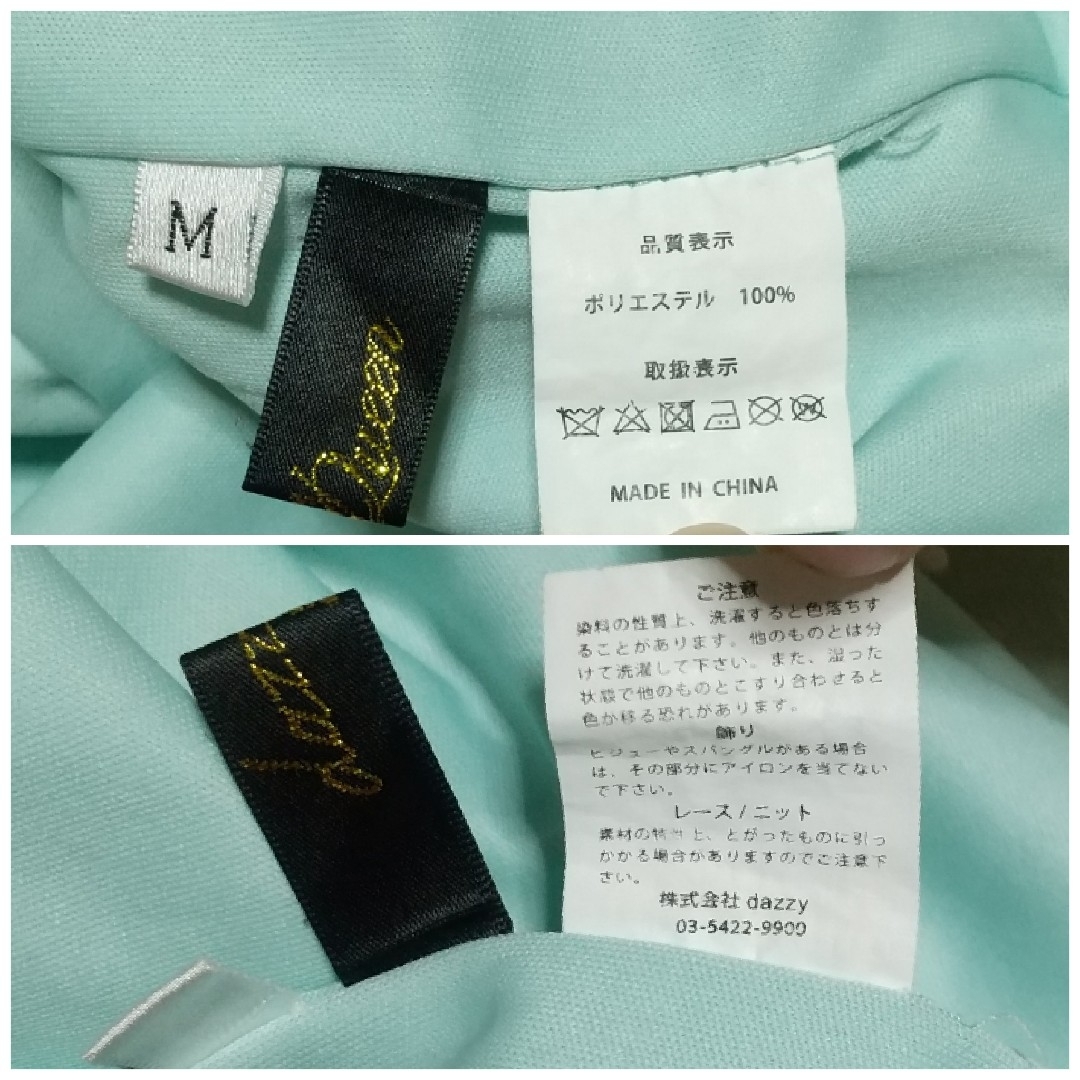 M
Queen
品質表示
ポリエステル 100%
取扱表示
MADE IN CHINA
dazzy
ご注意
染料の性質上、洗濯すると色落ちす
ることがあります。他のものとは分
けて洗濯して下さい。また、湿った
状態で他のものとこすり合わせると
色が移る恐れがあります。
飾り
ビジューやスパングルがある場合
は、その部分にアイロンを当てない
で下さい。
レース/ニット
素材の特性上、とがったものに引っ
かかる場合がありますのでご注意下
さい。
株式会社 dazzy
03-5422-9900